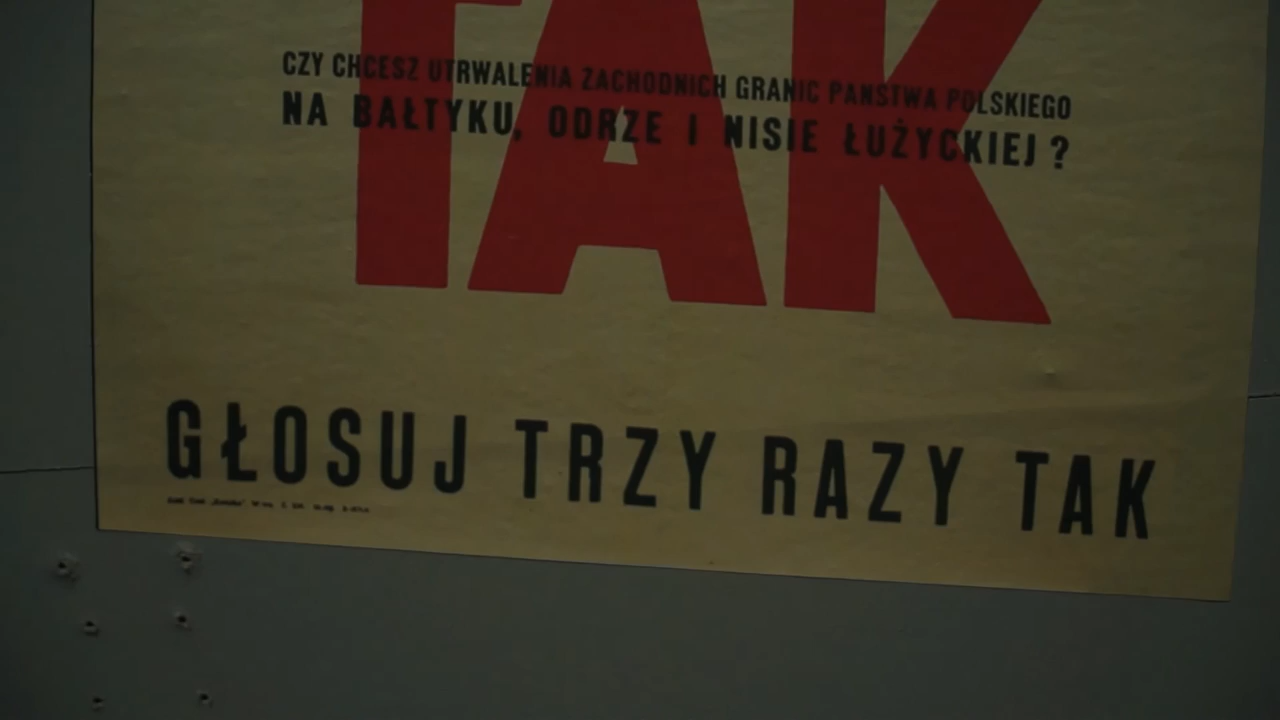 TAK
CZY CHCESZ UTRWALENIA ZACHODNICH GRANIC PAŃSTWA POLSKIEGO
NA BAŁTYKU, ODRZE I NISIE ŁUŻYCKIEJ ?
GŁOSUJ TRZY RAZY TAK